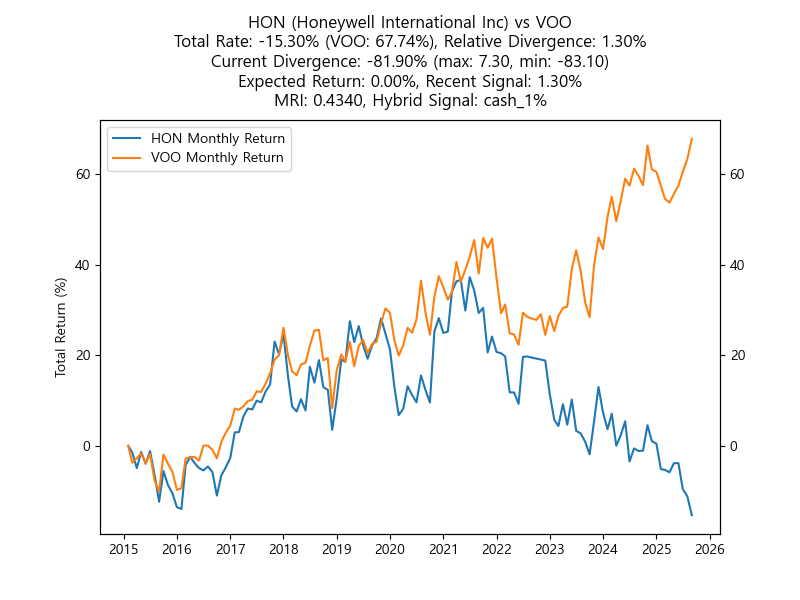 HON (Honeywell International Inc) vs VOO
Total Rate: -15.30% (VOO: 67.74%), Relative Divergence: 1.30%
Current Divergence: -81.90% (max: 7.30, min: -83.10)
Expected Return: 0.00%, Recent Signal: 1.30%
MRI: 0.4340, Hybrid Signal: cash_1%
HON Monthly Return
VOO Monthly Return
Total Return (%)
60
40
20
0
60
40
20
0
2015 2016 2017 2018 2019 2020 2021 2022 2023 2024 2025 2026